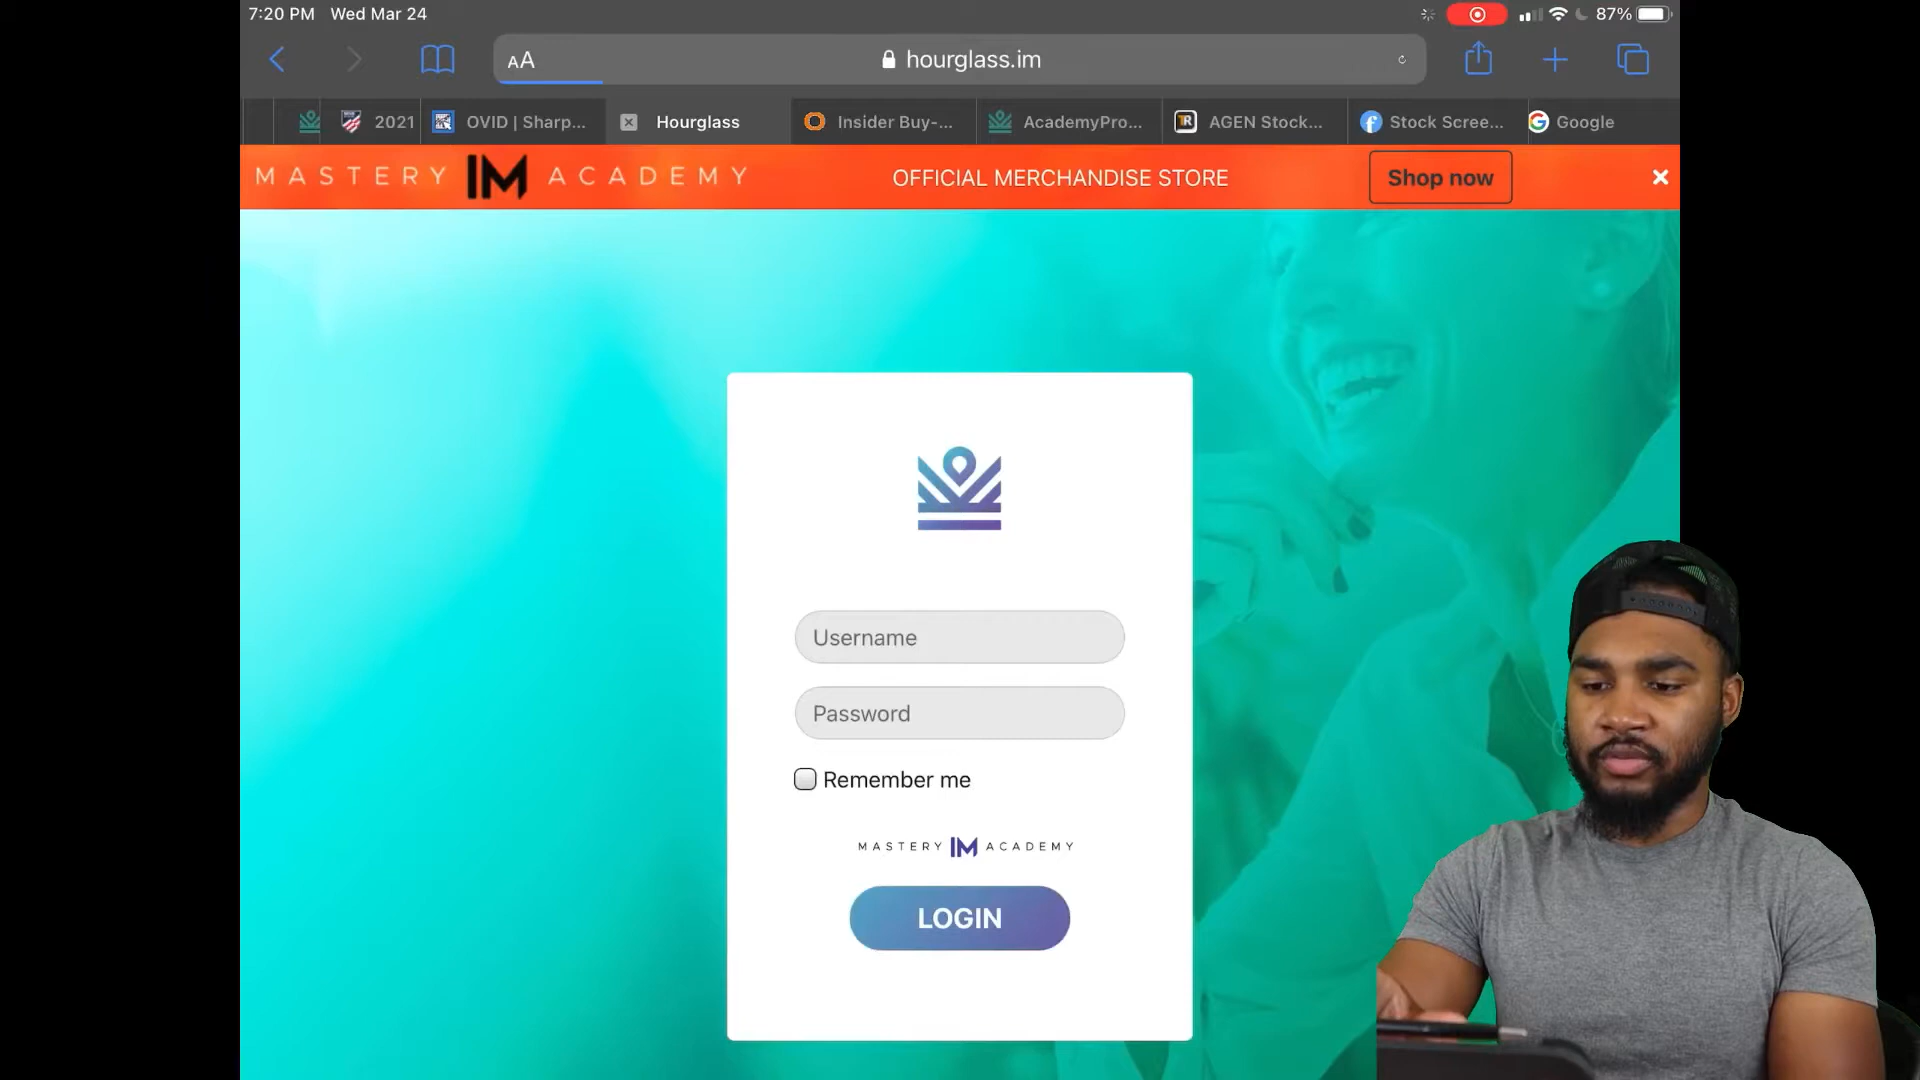 7:20 PM Wed Mar 24
87%
AA
hourglass.im
2021
OVID | Sharp...
Hourglass
Insider Buy-...
AcademyPro...
TR
AGEN Stock...
Stock Scree...
Google
MASTERY IM ACADEMY
OFFICIAL MERCHANDISE STORE
Shop now
Username
Password
Remember me
MASTERY IM ACADEMY
LOGIN